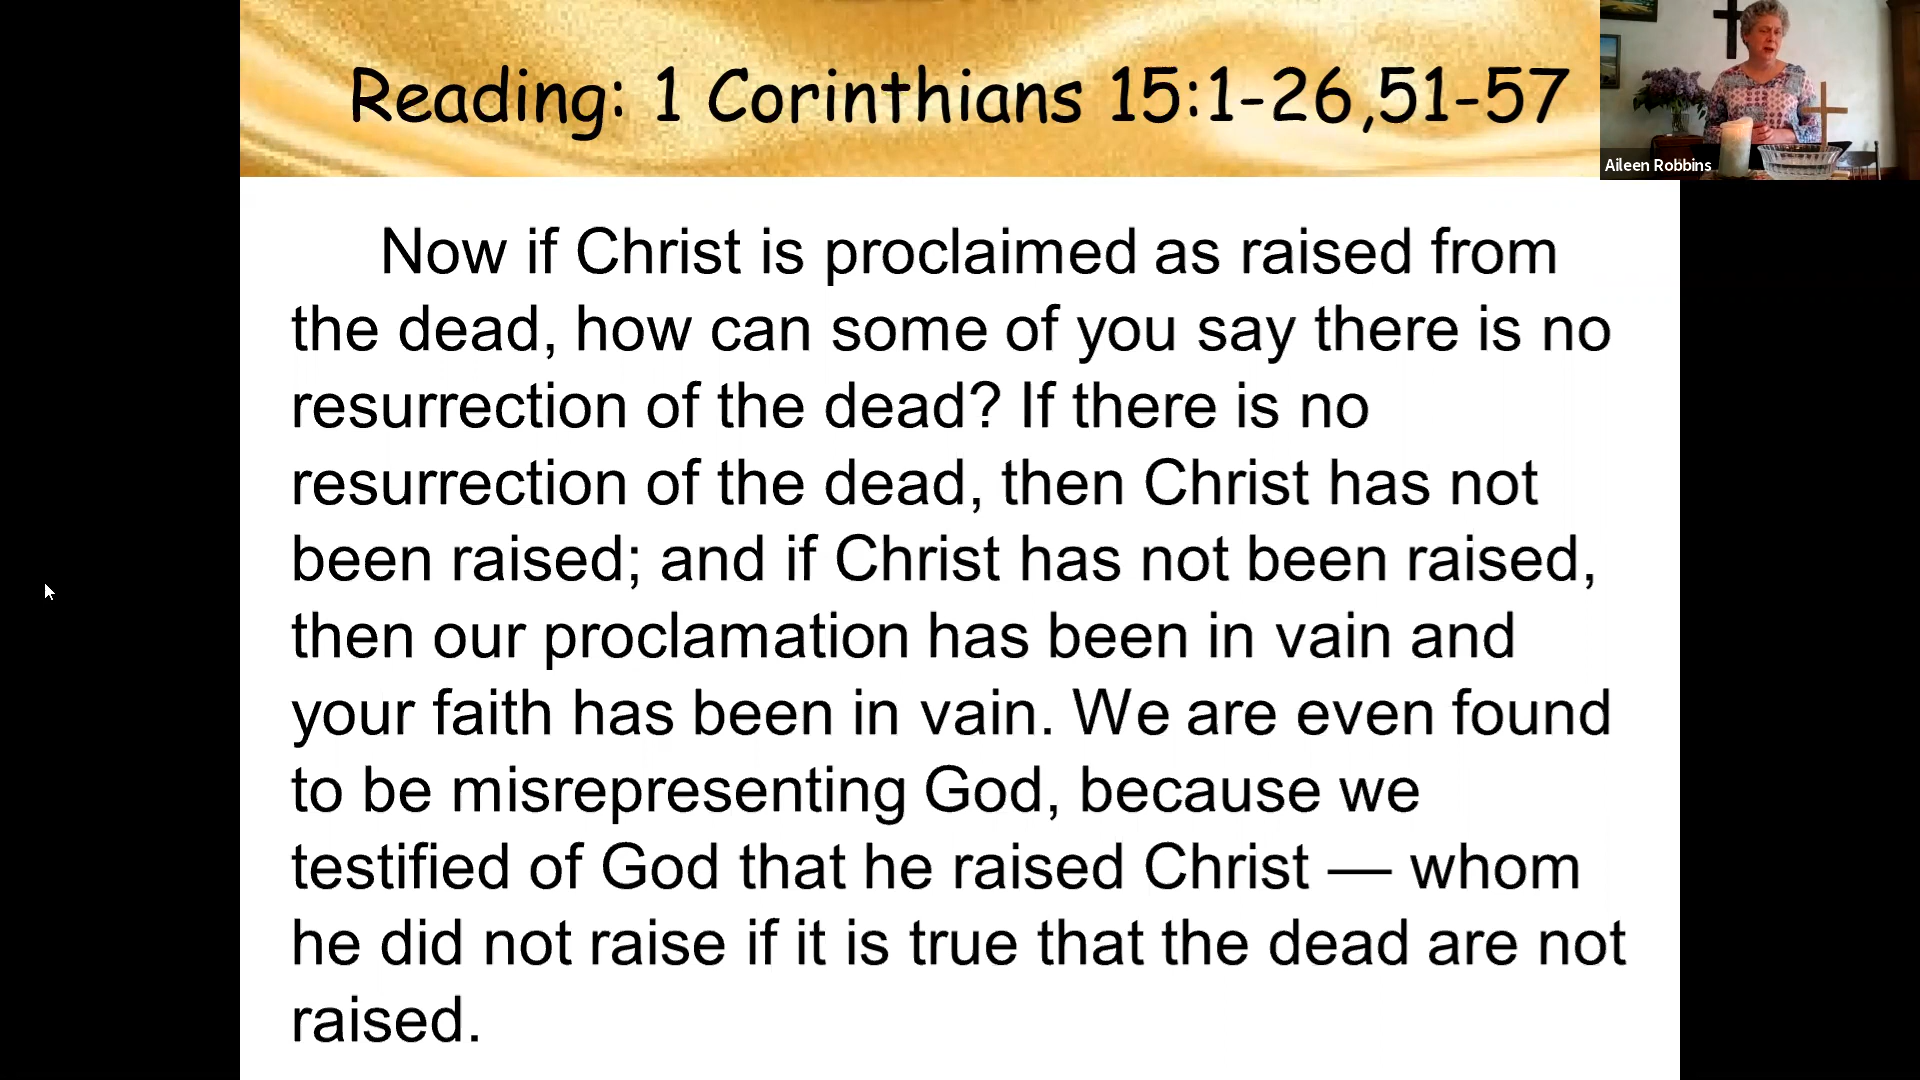 Reading: 1 Corinthians 15:1-26,51-57
Aileen Robbins
Now if Christ is proclaimed as raised from
the dead, how can some of you say there is no
resurrection of the dead? If there is no
resurrection of the dead, then Christ has not
been raised; and if Christ has not been raised,
then our proclamation has been in vain and
your faith has been in vain. We are even found
to be misrepresenting God, because we
testified of God that he raised Christ — whom
he did not raise if it is true that the dead are not
raised.